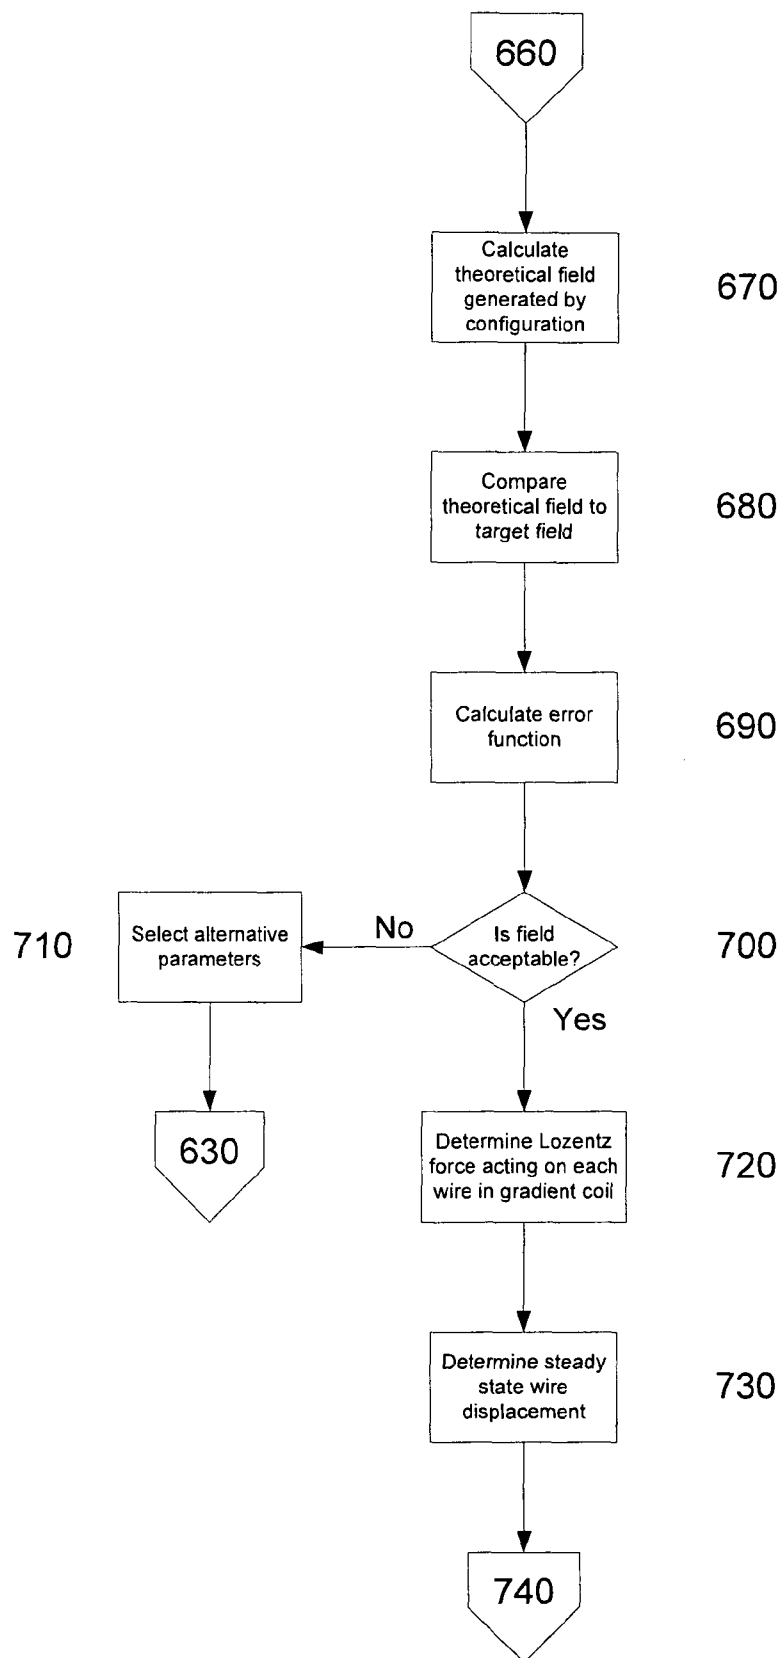 660
Calculate
theoretical field
generated by
configuration
670
Compare
theoretical field to
target field
680
Calculate error
function
690
710
Select alternative
parameters
No
Is field
acceptable?
700
Yes
630
Determine Lozentz
force acting on each
wire in gradient coil
720
Determine steady
state wire
displacement
730
740